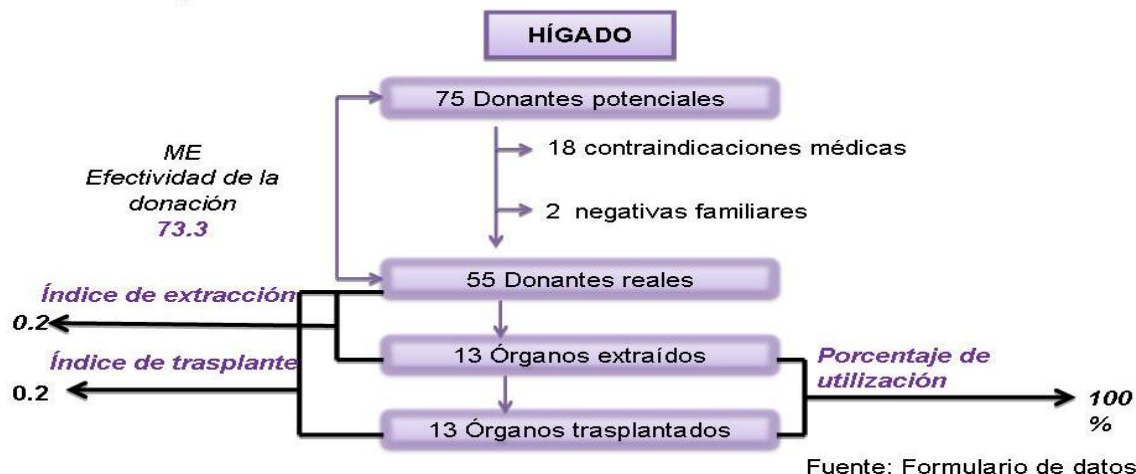 HÍGADO
75 Donantes potenciales
18 contraindicaciones médicas
ME
Efectividad de la
donación
73.3
2 negativas familiares
55 Donantes reales
Índice de extracción
0.2
13 Órganos extraídos
Índice de trasplante
0.2
Porcentaje de
utilización
100
%
13 Órganos trasplantados
Fuente: Formulario de datos